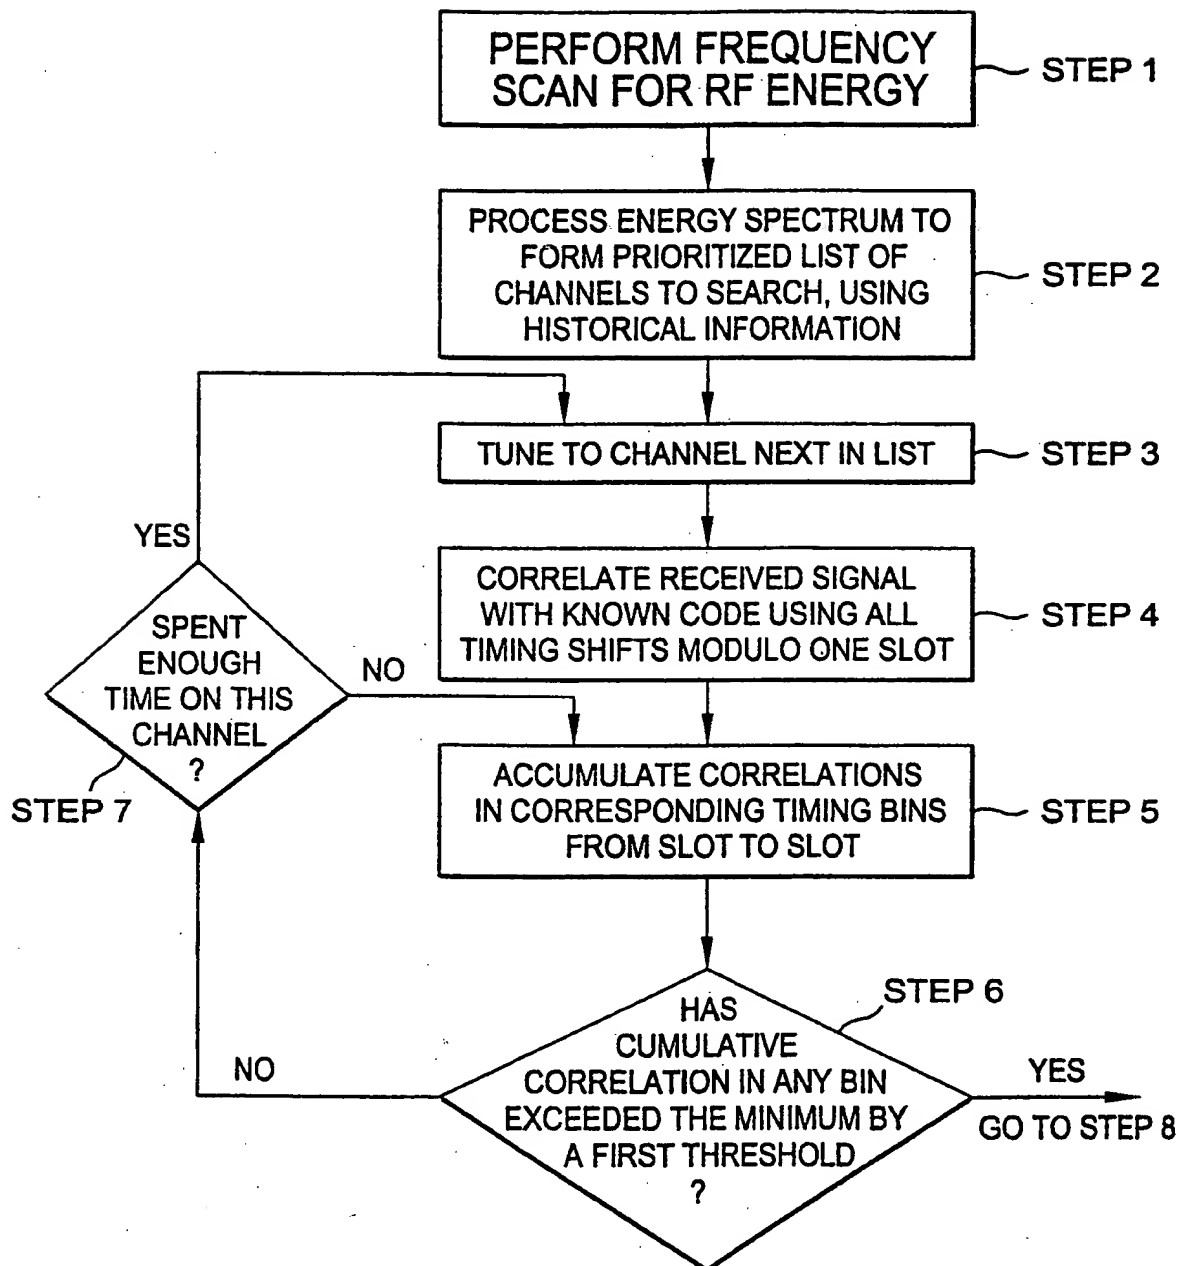 PERFORM FREQUENCY
SCAN FOR RF ENERGY
STEP 1
PROCESS ENERGY SPECTRUM TO
FORM PRIORITIZED LIST OF
CHANNELS TO SEARCH, USING
HISTORICAL INFORMATION
STEP 2
TUNE TO CHANNEL NEXT IN LIST
STEP 3
YES
CORRELATE RECEIVED SIGNAL
WITH KNOWN CODE USING ALL
TIMING SHIFTS MODULO ONE SLOT
STEP 4
SPENT
ENOUGH
TIME ON THIS
CHANNEL
?
NO
STEP 7
ACCUMULATE CORRELATIONS
IN CORRESPONDING TIMING BINS
FROM SLOT TO SLOT
STEP 5
STEP 6
HAS
CUMULATIVE
CORRELATION IN ANY BIN
EXCEEDED THE MINIMUM BY
A FIRST THRESHOLD
?
NO
YES
GO TO STEP 8